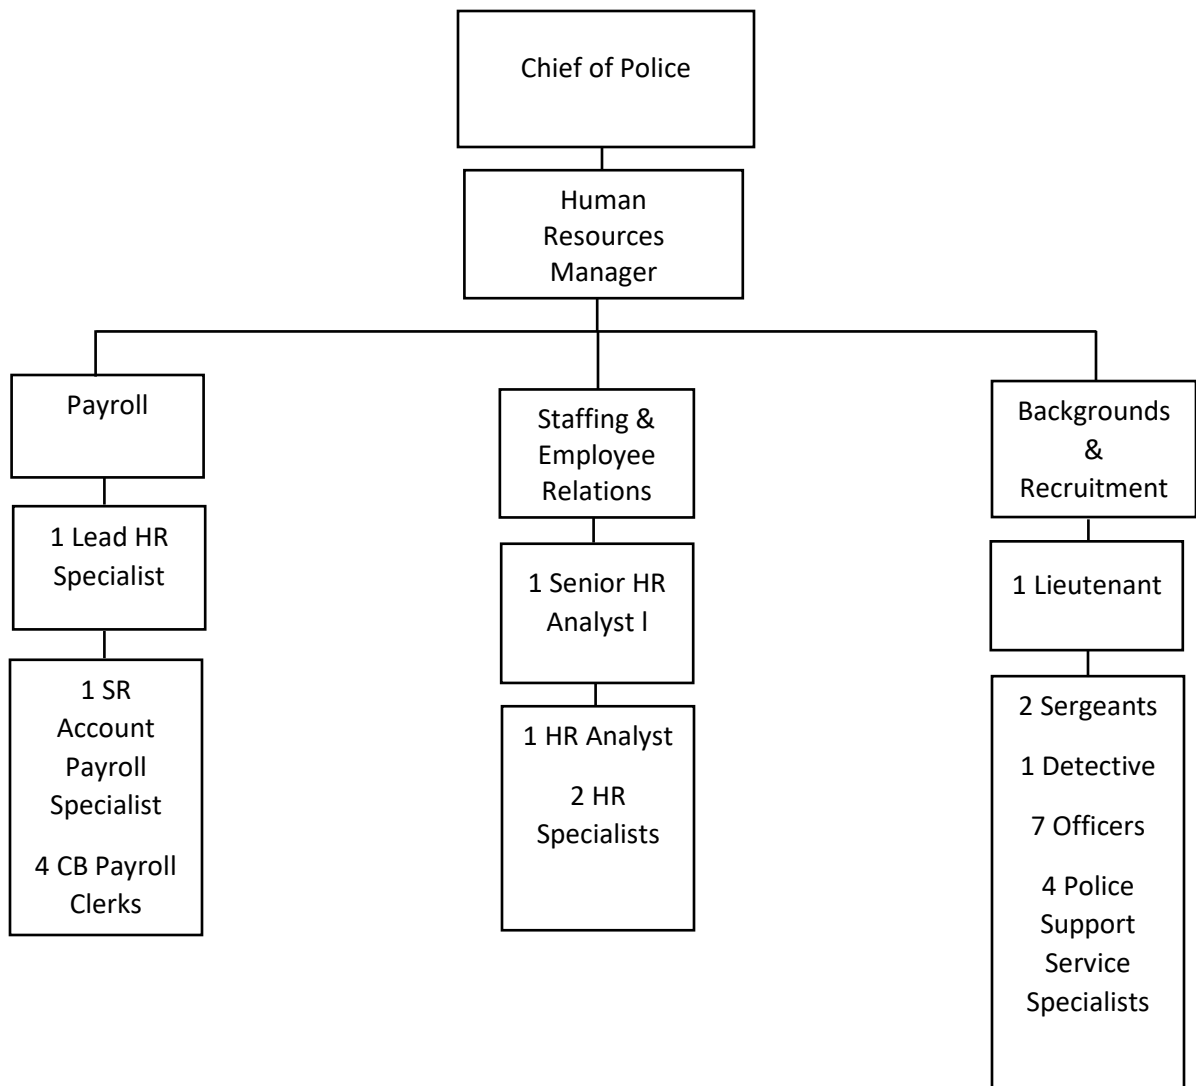 Chief of Police
Human
Resources
Manager
Payroll
1 Lead HR
Specialist
1 SR
Account
Payroll
Specialist
4 CB Payroll
Clerks
Staffing &
Employee
Relations
1 Senior HR
Analyst l
1 HR Analyst
2 HR
Specialists
Backgrounds
&
Recruitment
1 Lieutenant
2 Sergeants
1 Detective
7 Officers
4 Police
Support
Service
Specialists